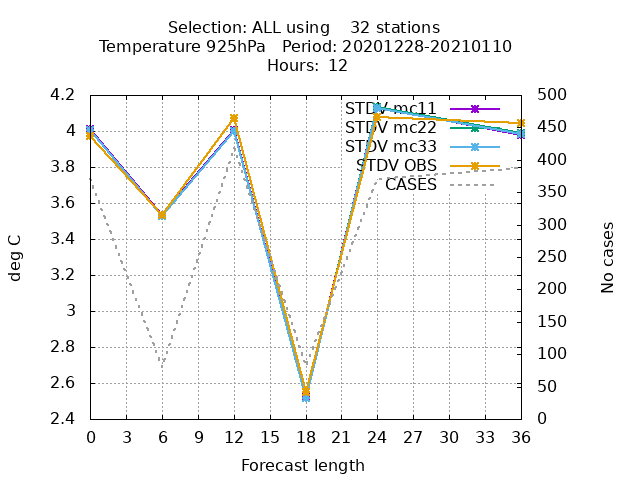 Selection: ALL using    32 stations
Temperature 925hPa   Period: 20201228-20210110
Hours: 12
4.2
4
3.8
3.6
3.4
3.2
3
2.8
2.6
2.4
deg C
STDV mc11
STDV mc22
STDV mc33
STDV OBS
CASES
500
450
400
350
300
250
200
150
100
50
0
No cases
0 3 6 9 12 15 18 21 24 27 30 33 36
Forecast length